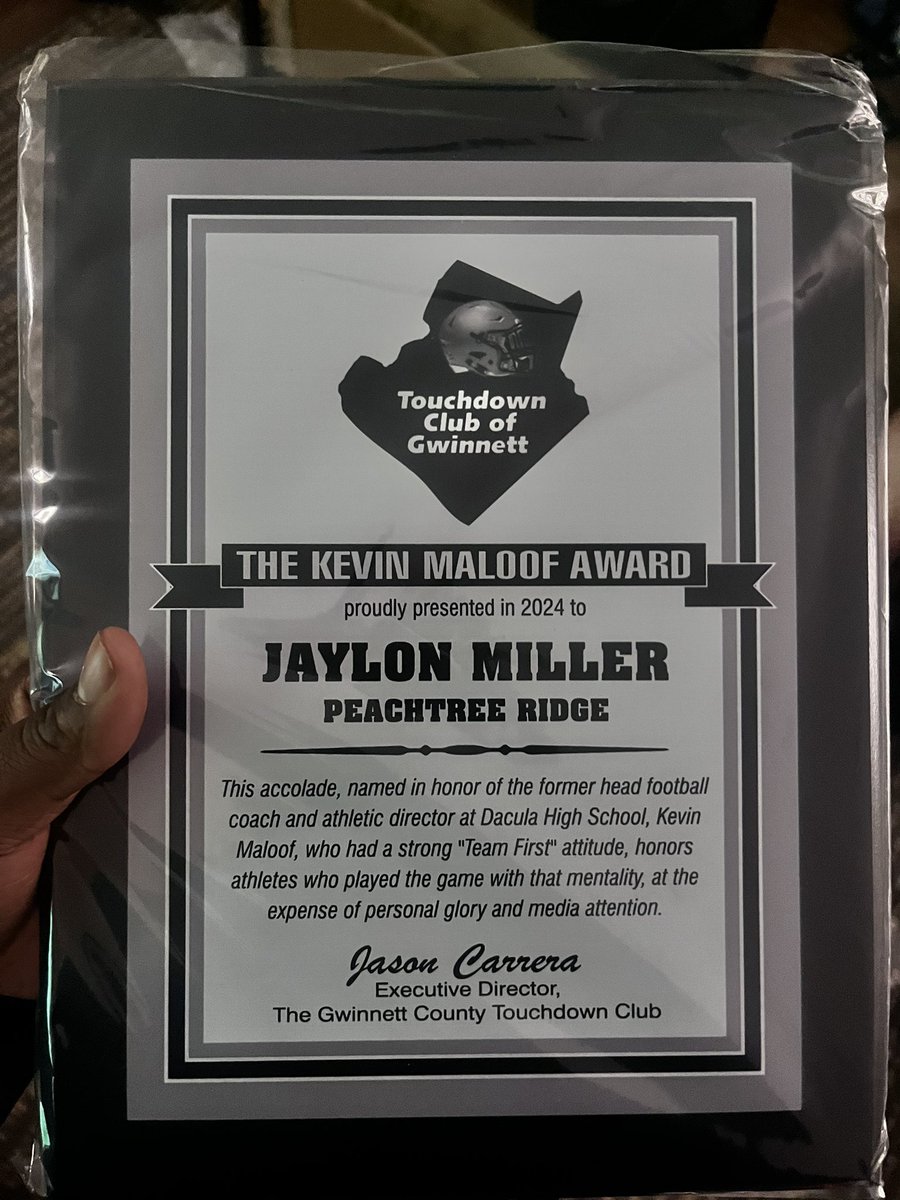 Touchdown
Club of
Gwinnett
THE KEVIN MALOOF AWARD
proudly presented in 2024 to
JAYLON MILLER
PEACHTREE RIDGE
This accolade, named in honor of the former head football
coach and athletic director at Dacula High School, Kevin
Maloof, who had a strong "Team First" attitude, honors
athletes who played the game with that mentality, at the
expense of personal glory and media attention.
Jason Carrera
Executive Director,
The Gwinnett County Touchdown Club